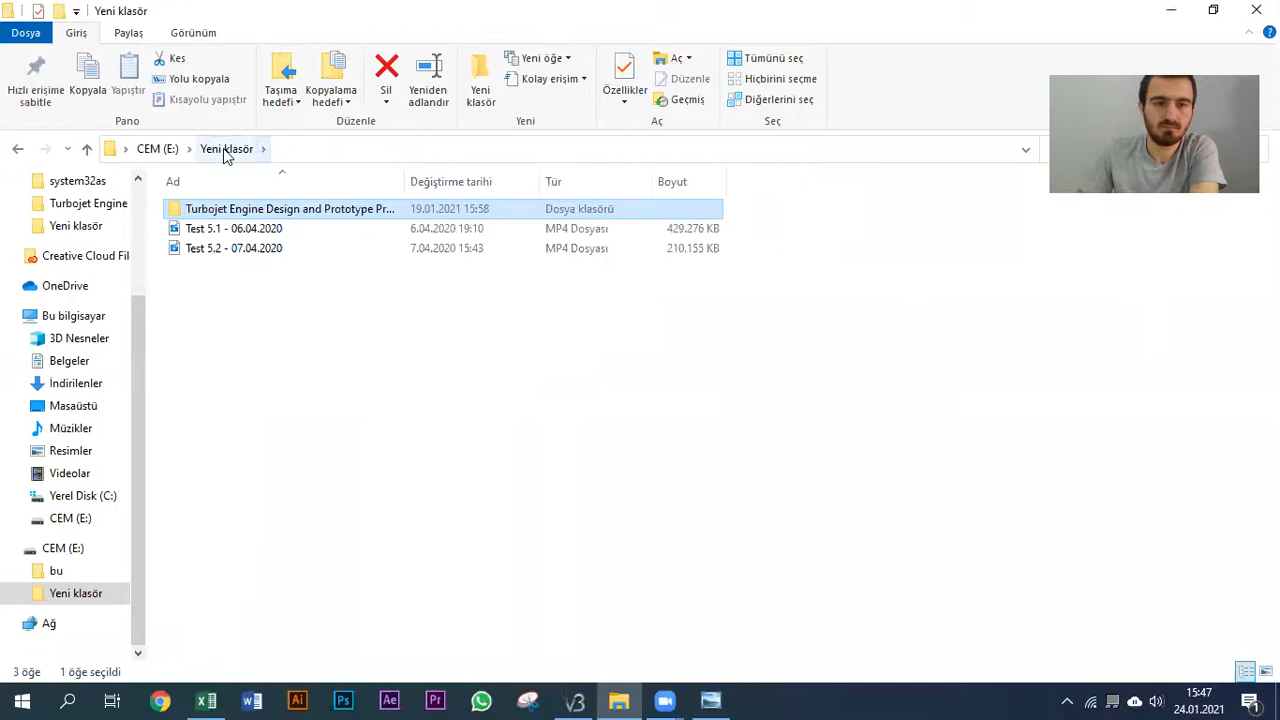 Yeni klasör
Dosya
Giriş
Paylaş
Görünüm
Hızlı erişime sabitle
Kopyala
Yapıştır
Kes
Yolu kopyala
Kısayolu yapıştır
Pano
Taşıma hedefi
Kopyalama hedefi
Sil
Yeniden adlandır
Düzenle
Yeni klasör
Yeni öğe
Kolay erişim
Yeni
Özellikler
Aç
Düzenle
Geçmiş
Aç
Tümünü seç
Hiçbirini seçme
Diğerlerini seç
Seç
CEM (E:)
Yeni klasör
Ad
Değiştirme tarihi
Tür
Boyut
Turbojet Engine Design and Prototype Pr... 19.01.2021 15:58 Dosya klasörü
Test 5.1 - 06.04.2020 6.04.2020 19:10 MP4 Dosyası 429.276 KB
Test 5.2 - 07.04.2020 7.04.2020 15:43 MP4 Dosyası 210.155 KB
system32as
Turbojet Engine
Yeni klasör
Creative Cloud Fil
OneDrive
Bu bilgisayar
3D Nesneler
Belgeler
İndirilenler
Masaüstü
Müzikler
Resimler
Videolar
Yerel Disk (C:)
CEM (E:)
CEM (E:)
bu
Yeni klasör
Ağ
3 öğe
1 öğe seçildi
Ai
Ps
Ae
Pr
V3
15:47
24.01.2021
1